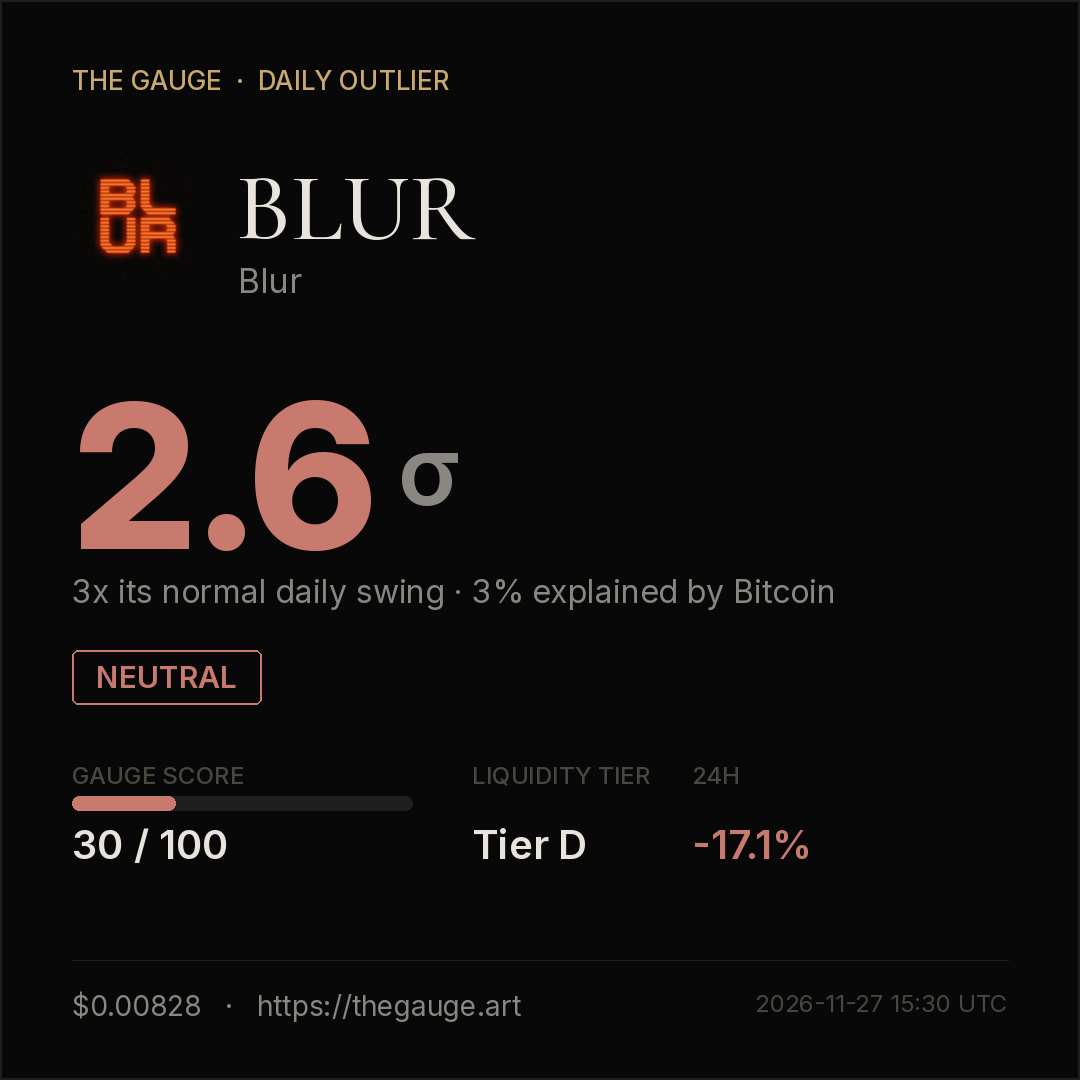 THE GAUGE · DAILY OUTLIER
BL
UR
BLUR
Blur
2.6 σ
3x its normal daily swing · 3% explained by Bitcoin
NEUTRAL
GAUGE SCORE LIQUIDITY TIER 24H
30 / 100 Tier D -17.1%
$0.00828 · https://thegauge.art 2026-11-27 15:30 UTC